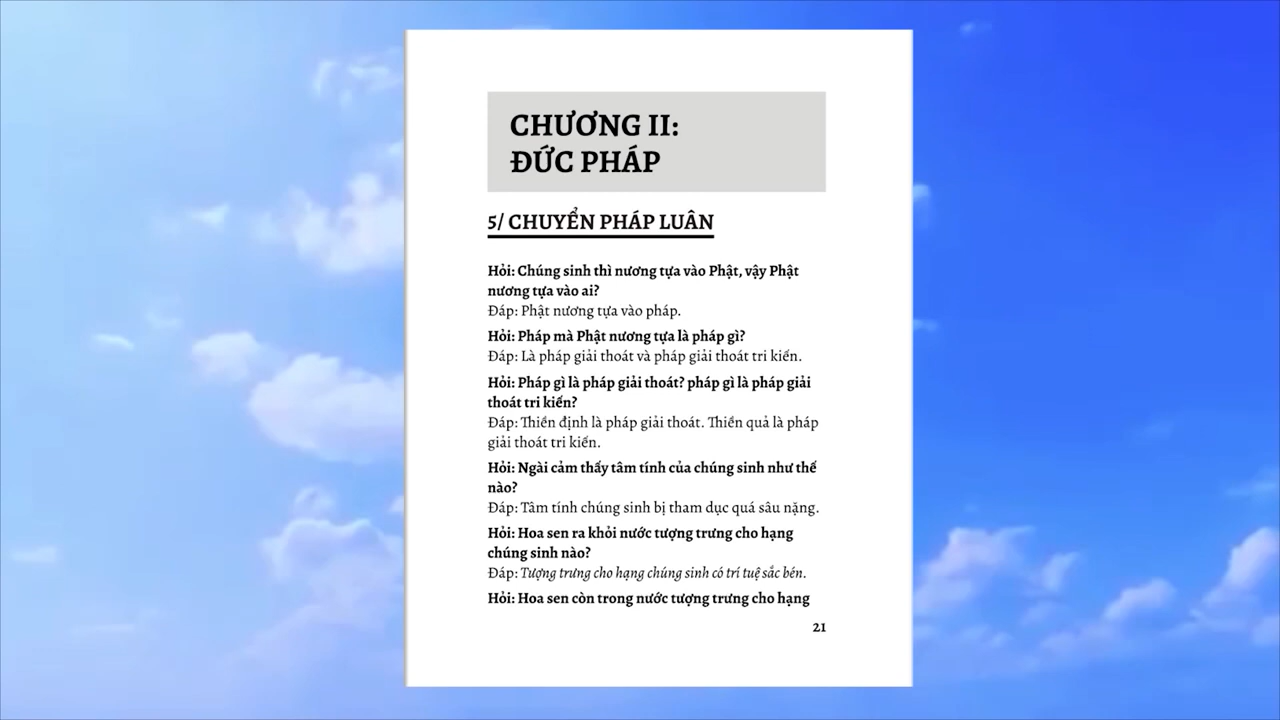 CHƯƠNG II:
ĐỨC PHÁP
5/ CHUYỂN PHÁP LUÂN
Hỏi: Chúng sinh thì nương tựa vào Phật, vậy Phật
nương tựa vào ai?
Đáp: Phật nương tựa vào pháp.
Hỏi: Pháp mà Phật nương tựa là pháp gì?
Đáp: Là pháp giải thoát và pháp giải thoát tri kiến.
Hỏi: Pháp gì là pháp giải thoát? pháp gì là pháp giải
thoát tri kiến?
Đáp: Thiền định là pháp giải thoát. Thiền quả là pháp
giải thoát tri kiến.
Hỏi: Ngài cảm thấy tâm tính của chúng sinh như thế
nào?
Đáp: Tâm tính chúng sinh bị tham dục quá sâu nặng.
Hỏi: Hoa sen ra khỏi nước tượng trưng cho hạng
chúng sinh nào?
Đáp: Tượng trưng cho hạng chúng sinh có trí tuệ sắc bén.
Hỏi: Hoa sen còn trong nước tượng trưng cho hạng
21